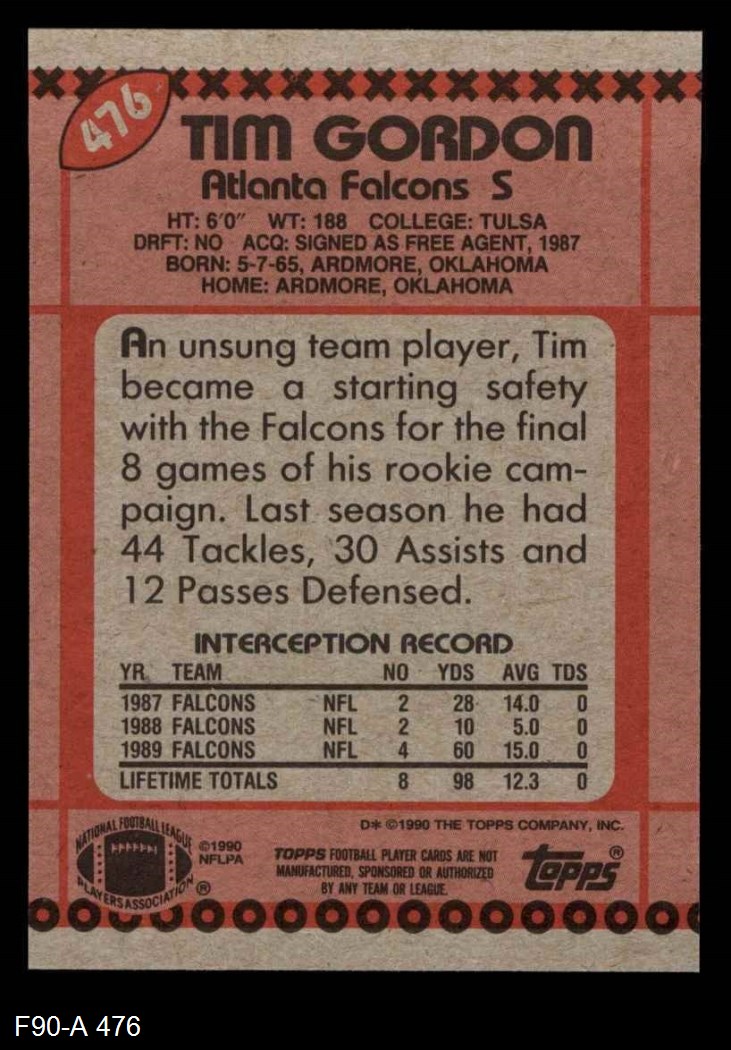 476
TIM GORDON
Atlanta Falcons S
HT: 6'0" WT: 188 COLLEGE: TULSA
DRFT: NO ACQ: SIGNED AS FREE AGENT, 1987
BORN: 5-7-65, ARDMORE, OKLAHOMA
HOME: ARDMORE, OKLAHOMA
An unsung team player, Tim
became a starting safety
with the Falcons for the final
8 games of his rookie cam-
paign. Last season he had
44 Tackles, 30 Assists and
12 Passes Defensed.
INTERCEPTION RECORD
YR. TEAM NO YDS AVG TDS
1987 FALCONS NFL 2 28 14.0 0
1988 FALCONS NFL 2 10 5.0 0
1989 FALCONS NFL 4 60 15.0 0
LIFETIME TOTALS 8 98 12.3 0
D* ©1990 THE TOPPS COMPANY, INC.
NATIONAL FOOTBALL LEAGUE
PLAYERS ASSOCIATION ®
©1990
NFLPA
TOPPS FOOTBALL PLAYER CARDS ARE NOT
MANUFACTURED, SPONSORED OR AUTHORIZED
BY ANY TEAM OR LEAGUE.
topps®
F90-A 476